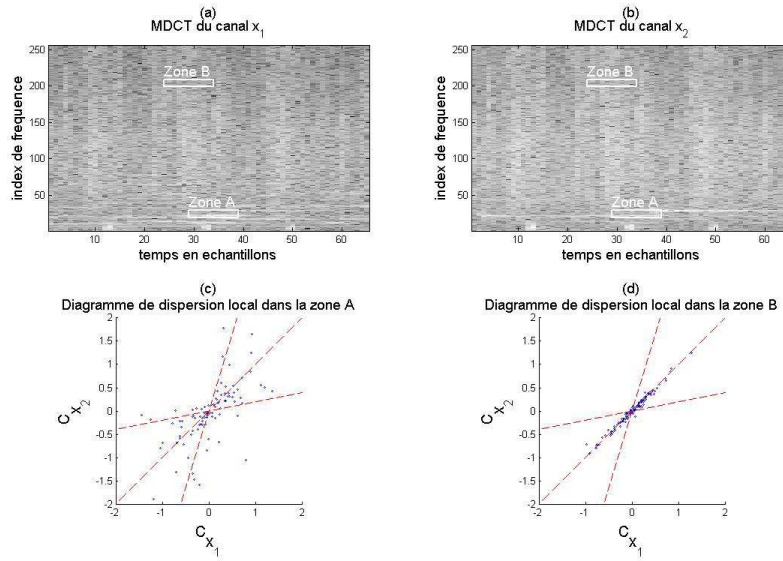 (a)
MDCT du canal x1
index de frequence
250
200
150
100
50
Zone B
Zone A
10 20 30 40 50 60
temps en echantillons
(b)
MDCT du canal x2
index de frequence
250
200
150
100
50
Zone B
Zone A
10 20 30 40 50 60
temps en echantillons
(c)
Diagramme de dispersion local dans la zone A
Cx2
2
1.5
1
0.5
0
-0.5
-1
-1.5
-2
-2 -1 0 1 2
Cx1
(d)
Diagramme de dispersion local dans la zone B
Cx2
2
1.5
1
0.5
0
-0.5
-1
-1.5
-2
-2 -1 0 1 2
Cx1